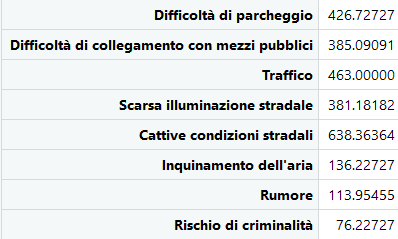 Difficoltà di parcheggio 426.72727
Difficoltà di collegamento con mezzi pubblici 385.09091
Traffico 463.00000
Scarsa illuminazione stradale 381.18182
Cattive condizioni stradali 638.36364
Inquinamento dell'aria 136.22727
Rumore 113.95455
Rischio di criminalità 76.22727